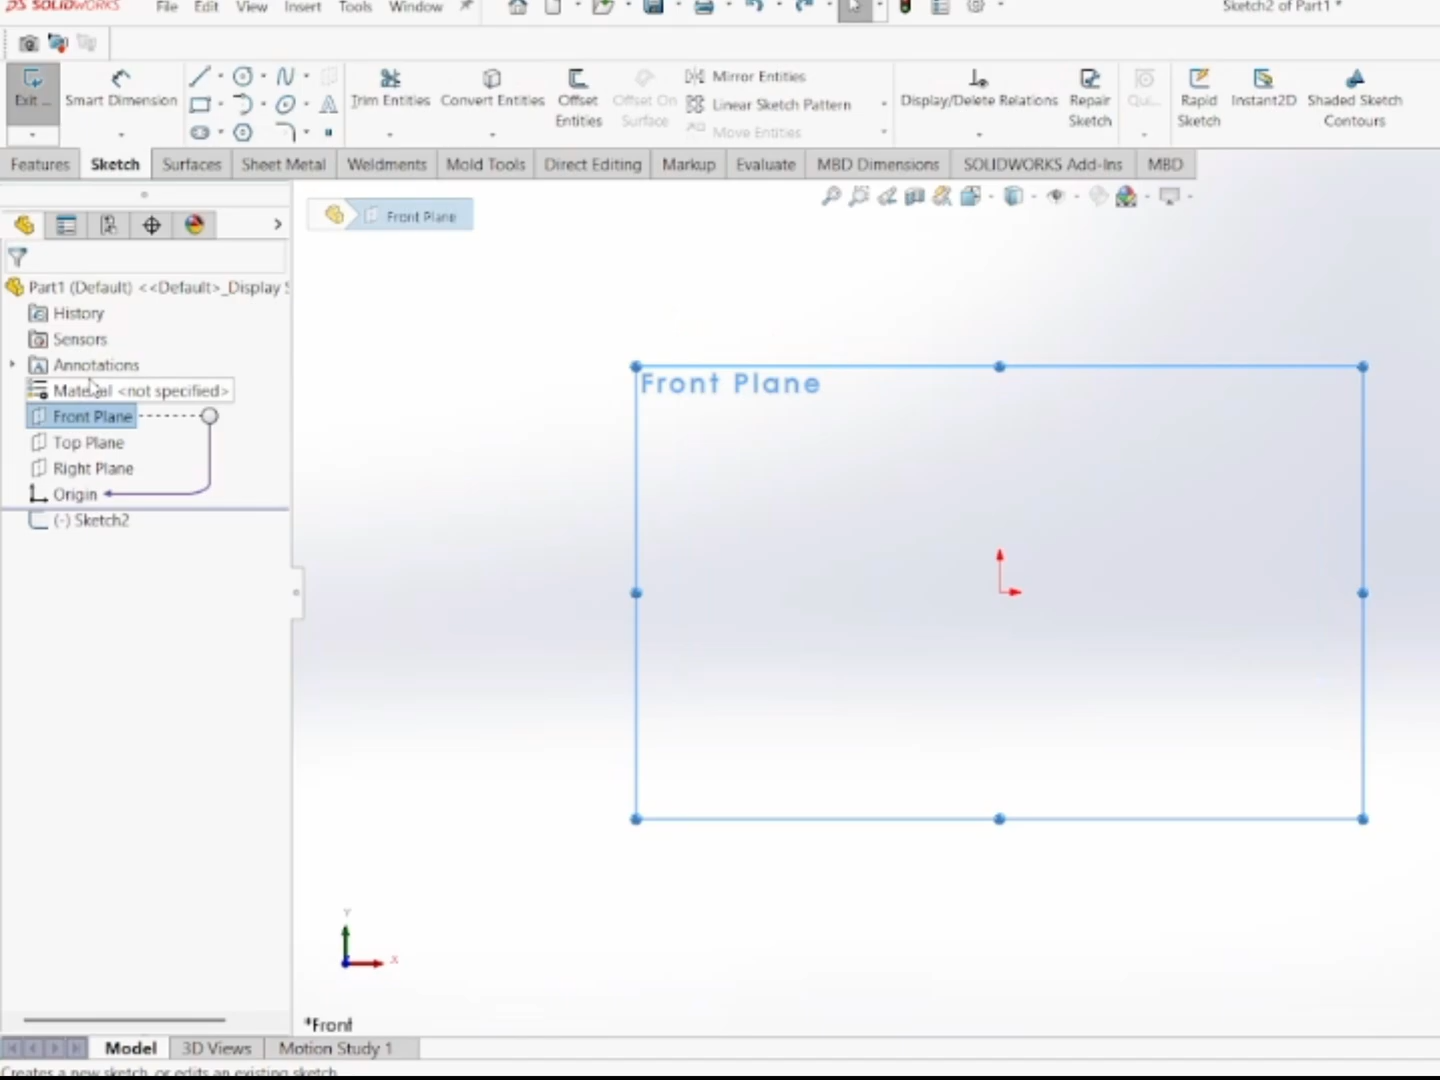 SOLIDWORKS File Edit View Insert Tools Window Sketch2 of Part1 *
Exit ... Smart Dimension Trim Entities Convert Entities Offset Entities Offset On Surface Mirror Entities
Linear Sketch Pattern
Move Entities
Display/Delete Relations Repair Sketch Qui... Rapid Sketch Instant2D Shaded Sketch Contours
Features Sketch Surfaces Sheet Metal Weldments Mold Tools Direct Editing Markup Evaluate MBD Dimensions SOLIDWORKS Add-Ins MBD
Front Plane
Part1 (Default) <<Default>_Display S
History
Sensors
Annotations
Material <not specified>
Front Plane
Top Plane
Right Plane
Origin
(-) Sketch2
Front Plane
Y
X
*Front
Model 3D Views Motion Study 1
Creates a new sketch, or edits an existing sketch.